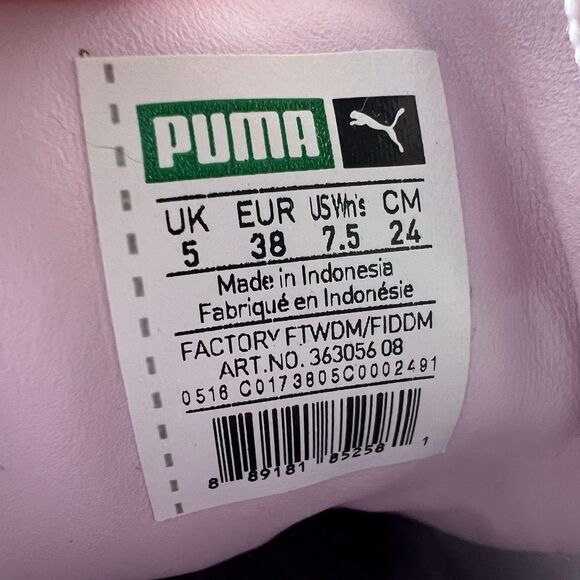 PUMA
UK EUR US Wn's CM
5 38 7.5 24
Made in Indonesia
Fabriqué en Indonésie
FACTORY FTWDM/FIDDM
ART.NO. 363056 08
0518 C0173805C0002491
8 89181 85258 1